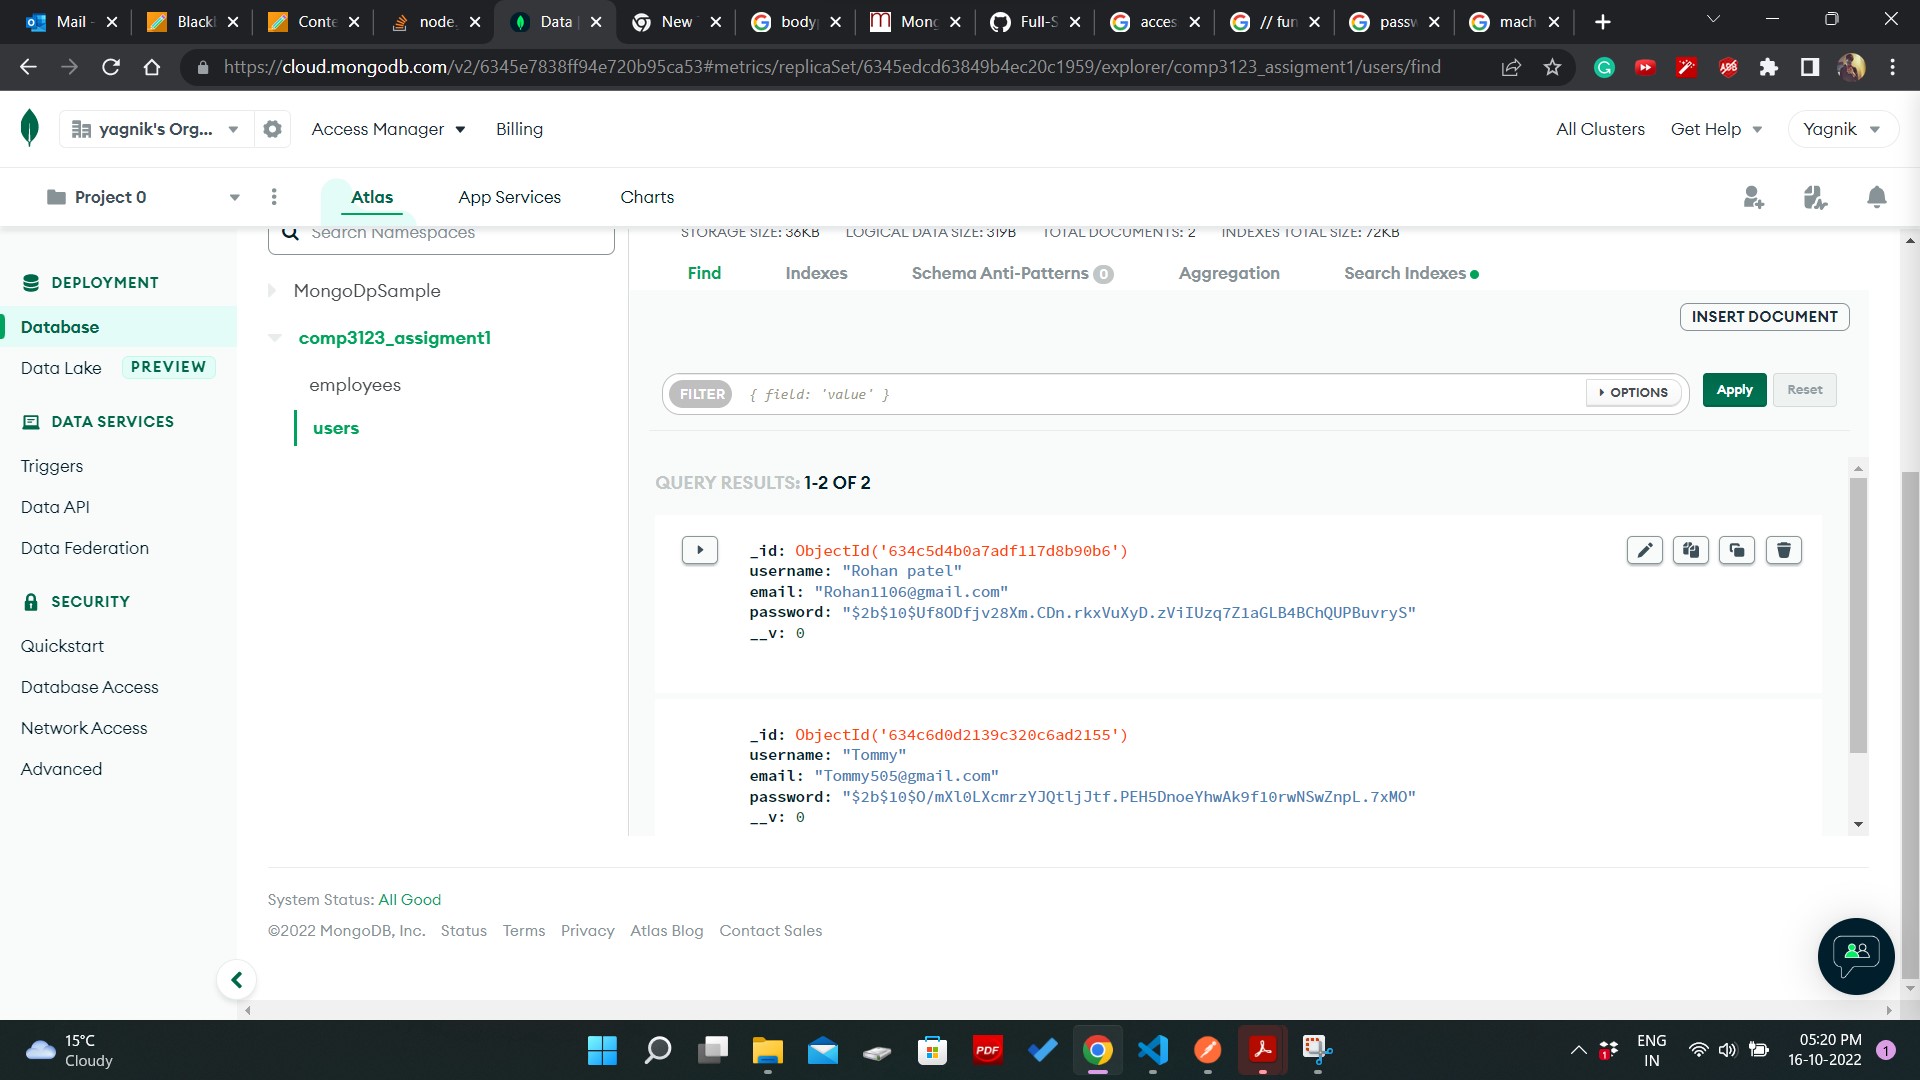 Mail -
Black
Conte
node.
Data |
New T
body
Mong
Full-S
acces
// fun
passw
mach
https://cloud.mongodb.com/v2/6345e7838ff94e720b95ca53#metrics/replicaSet/6345edcd63849b4ec20c1959/explorer/comp3123_assigment1/users/find
yagnik's Org...
Access Manager
Billing
All Clusters
Get Help
Yagnik
Project 0
Atlas
App Services
Charts
Search Namespaces
STORAGE SIZE: 36KB LOGICAL DATA SIZE: 319B TOTAL DOCUMENTS: 2 INDEXES TOTAL SIZE: 72KB
DEPLOYMENT
Database
Data Lake PREVIEW
DATA SERVICES
Triggers
Data API
Data Federation
SECURITY
Quickstart
Database Access
Network Access
Advanced
MongoDpSample
comp3123_assigment1
employees
users
Find
Indexes
Schema Anti-Patterns 0
Aggregation
Search Indexes
INSERT DOCUMENT
FILTER { field: 'value' }
OPTIONS
Apply
Reset
QUERY RESULTS: 1-2 OF 2
_id: ObjectId('634c5d4b0a7adf117d8b90b6')
username: "Rohan patel"
email: "Rohan1106@gmail.com"
password: "$2b$10$Uf8ODfjv28Xm.CDn.rkxVuXyD.zViIUzq7Z1aGLB4BChQUPBuvryS"
__v: 0
_id: ObjectId('634c6d0d2139c320c6ad2155')
username: "Tommy"
email: "Tommy505@gmail.com"
password: "$2b$10$O/mXl0LXcmrzYJQtljJtf.PEH5DnoeYhwAk9f10rwNSwZnpL.7xMO"
__v: 0
System Status: All Good
©2022 MongoDB, Inc. Status Terms Privacy Atlas Blog Contact Sales
15°C
Cloudy
PDF
ENG
IN
05:20 PM
16-10-2022
1